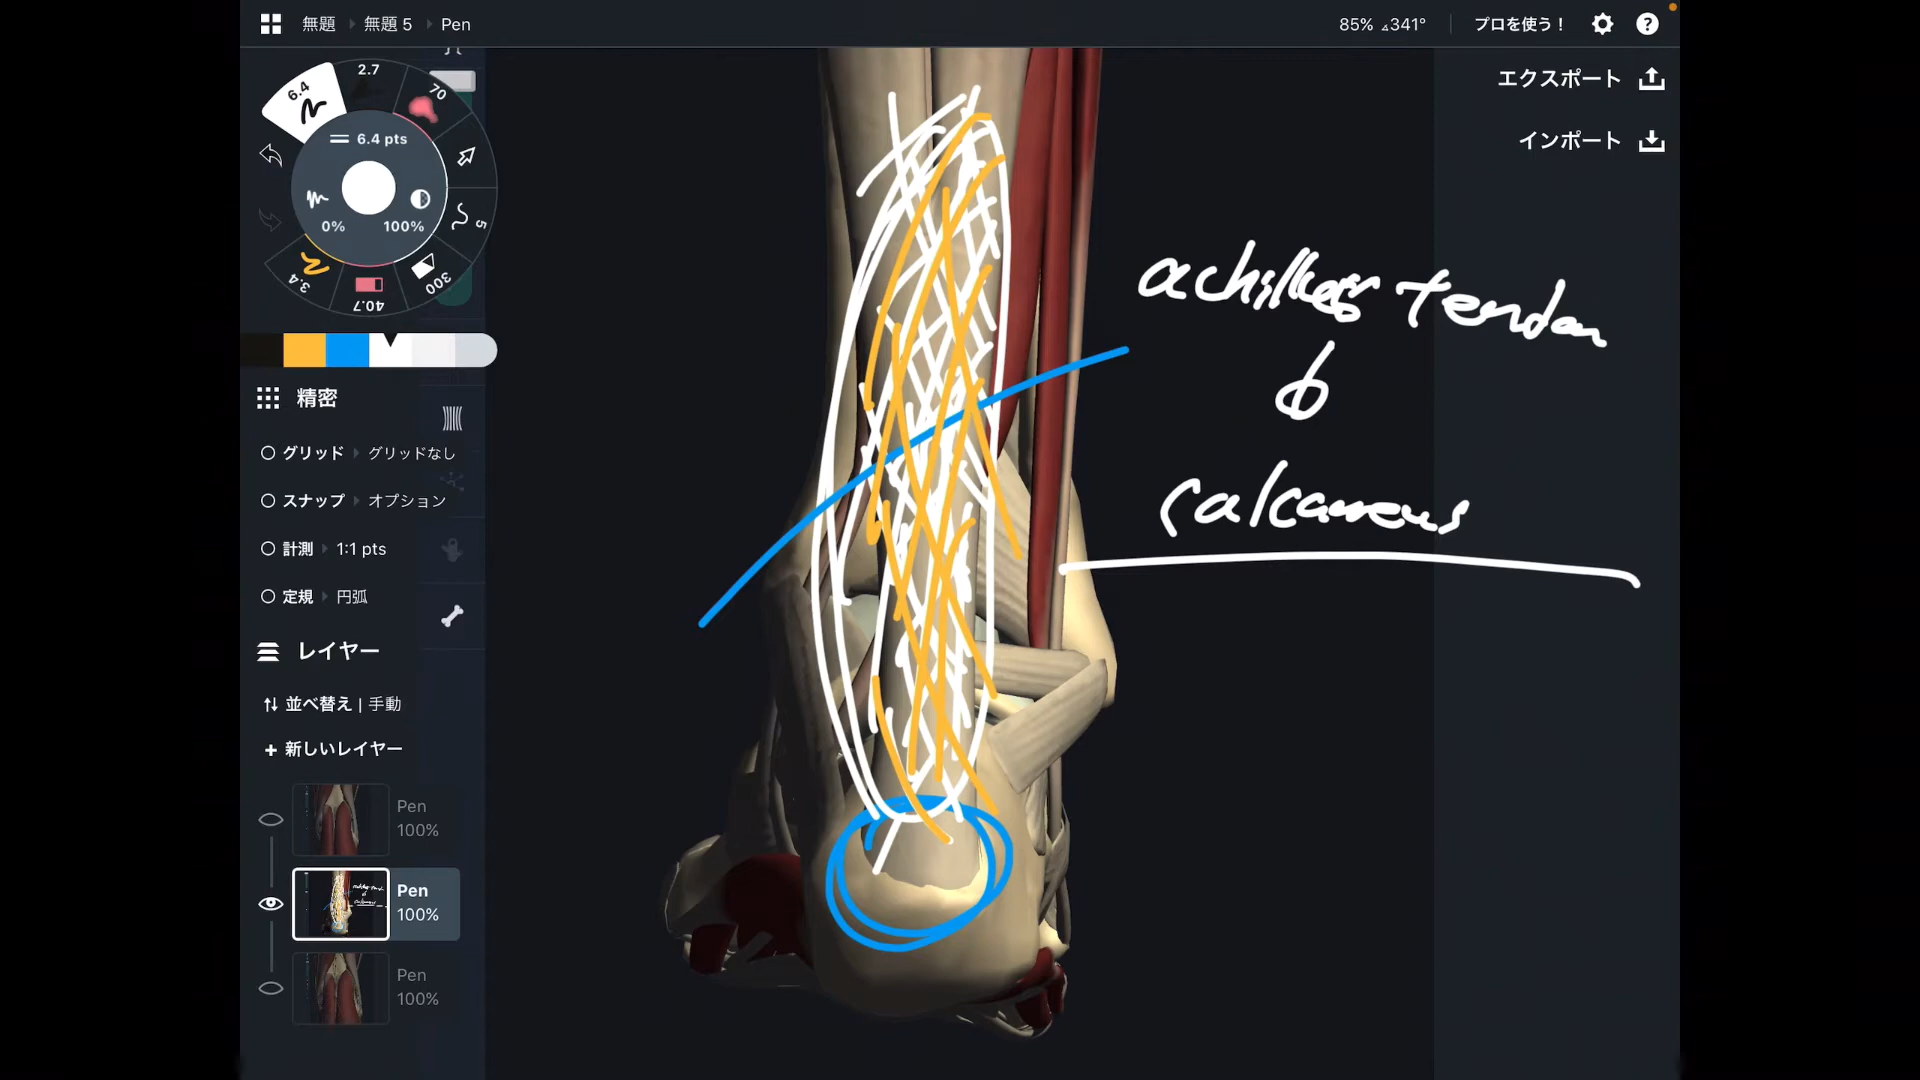 無題 無題 5 Pen
85% ⊿341° プロを使う！
エクスポート
インポート
6.4
2.7
70
6.4 pts
0%
100%
5
3.4
40.7
300
精密
グリッド グリッドなし
スナップ オプション
計測 1:1 pts
定規 円弧
レイヤー
並べ替え | 手動
+ 新しいレイヤー
Pen
100%
Pen
100%
Pen
100%
achilles tendon
calcaneus